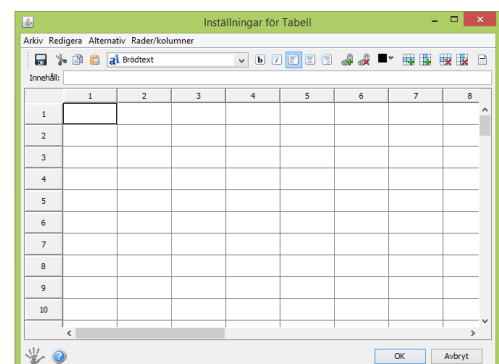 Inställningar för Tabell
Arkiv Redigera Alternativ Rader/kolumner
al Brödtext b i
Innehåll:
1 2 3 4 5 6 7 8
1
2
3
4
5
6
7
8
9
10
OK Avbryt